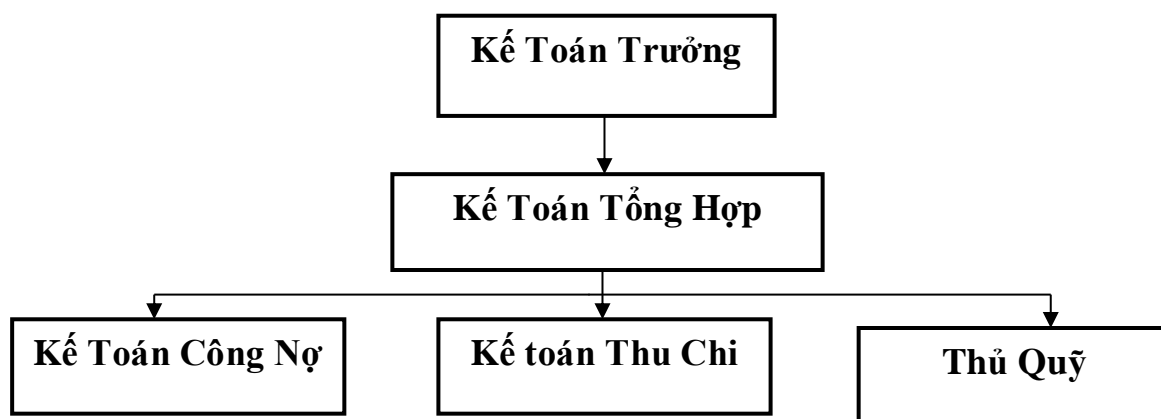 Kế Toán Trưởng
Kế Toán Tổng Hợp
Kế Toán Công Nợ
Kế toán Thu Chi
Thủ Quỹ